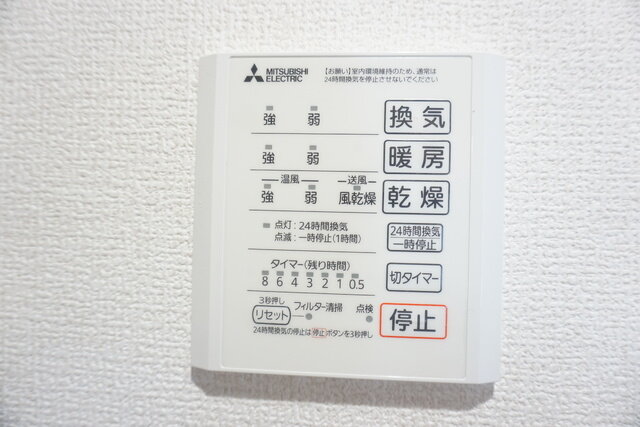 MITSUBISHI
ELECTRIC
【お願い】室内環境維持のため、通常は
24時間換気を停止させないでください
強 弱 換気
強 弱 暖房
温風 送風
強 弱 風乾燥 乾燥
点灯:24時間換気
点滅:一時停止(1時間)
24時間換気
一時停止
タイマー(残り時間)
8 6 4 3 2 1 0.5
切タイマー
3秒押し
リセット フィルター清掃 点検
停止
24時間換気の停止は停止ボタンを3秒押し